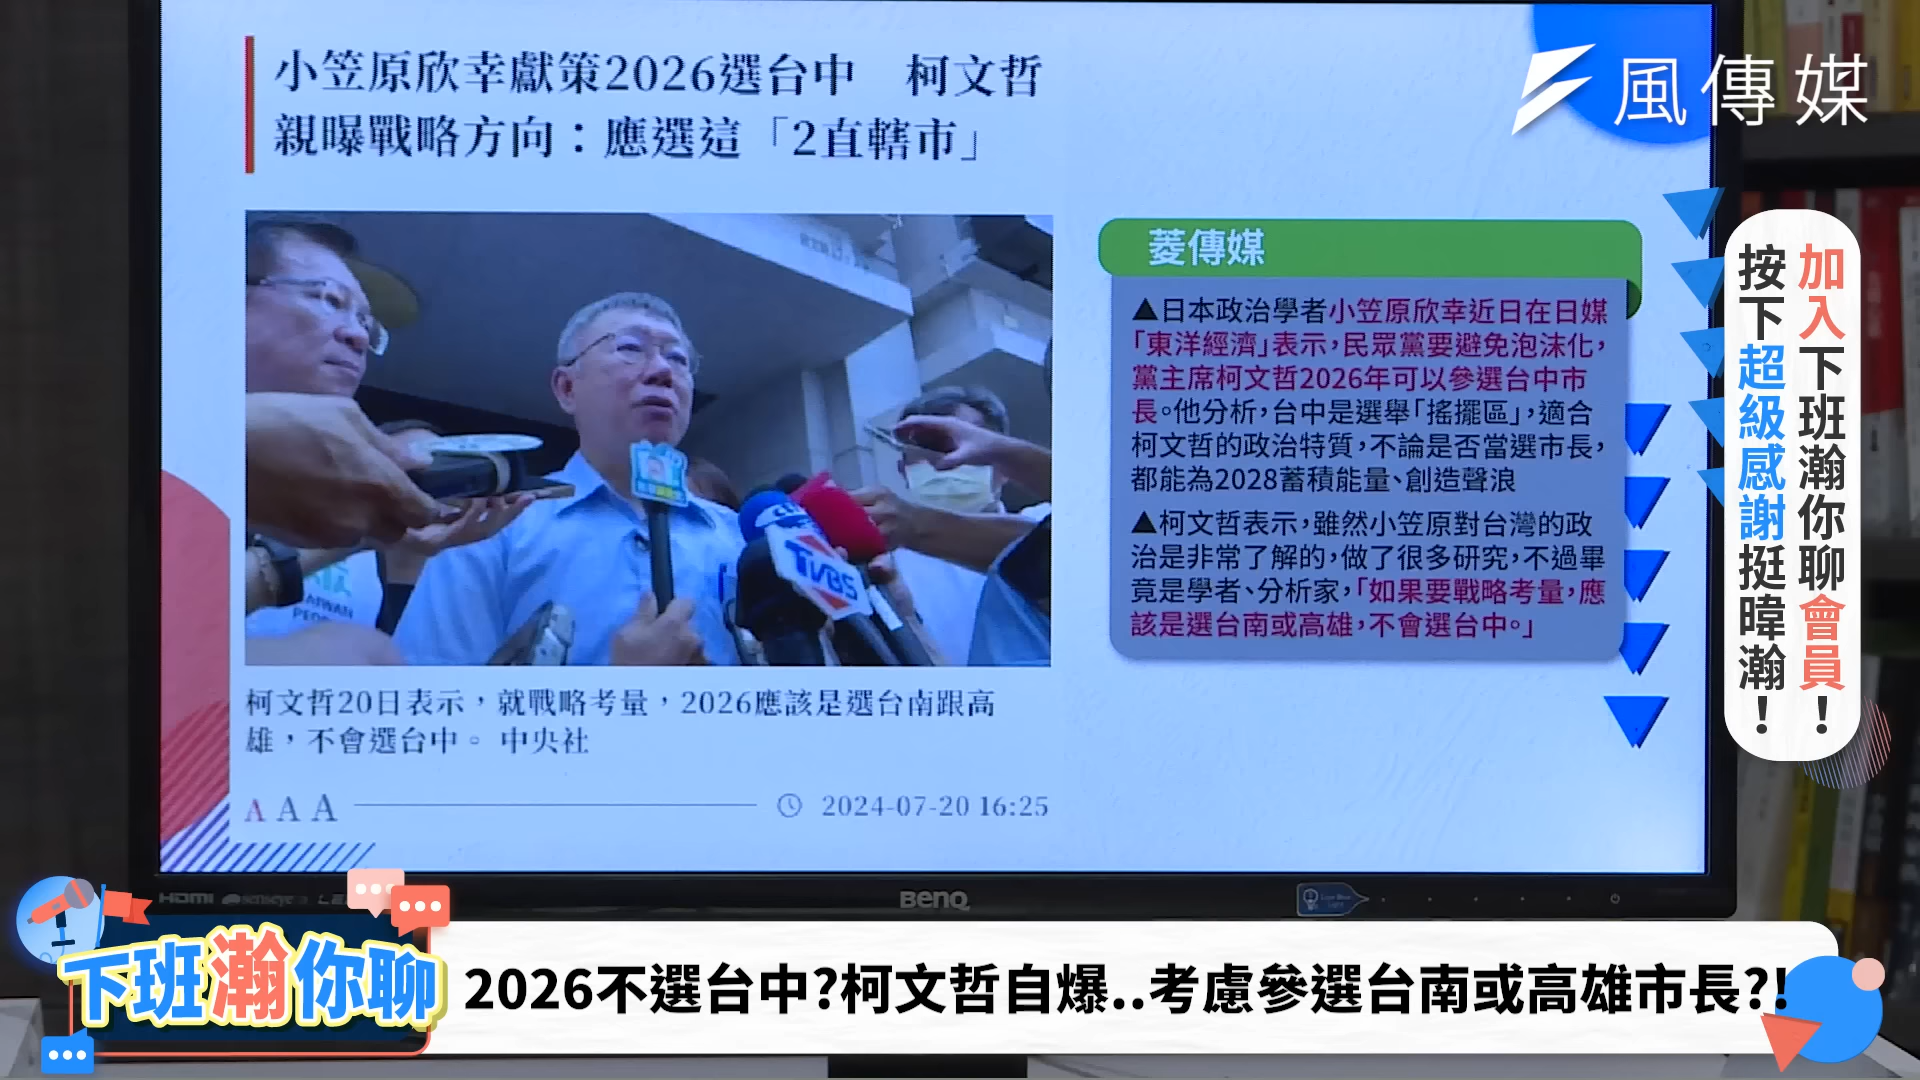 小笠原欣幸獻策2026選台中　柯文哲
親曝戰略方向：應選這「2直轄市」
風傳媒
菱傳媒
▲日本政治學者小笠原欣幸近日在日媒
「東洋經濟」表示，民眾黨要避免泡沫化，
黨主席柯文哲2026年可以參選台中市
長。他分析，台中是選舉「搖擺區」，適合
柯文哲的政治特質，不論是否當選市長，
都能為2028蓄積能量、創造聲浪
▲柯文哲表示，雖然小笠原對台灣的政
治是非常了解的，做了很多研究，不過畢
竟是學者、分析家，「如果要戰略考量，應
該是選台南或高雄，不會選台中。」
加入下班瀚你聊會員！
按下超級感謝挺暐瀚！
TVBS
柯文哲20日表示，就戰略考量，2026應該是選台南跟高
雄，不會選台中。 中央社
A A A
2024-07-20 16:25
HDMI
senseye
BenQ
下班瀚你聊
2026不選台中?柯文哲自爆..考慮參選台南或高雄市長?!